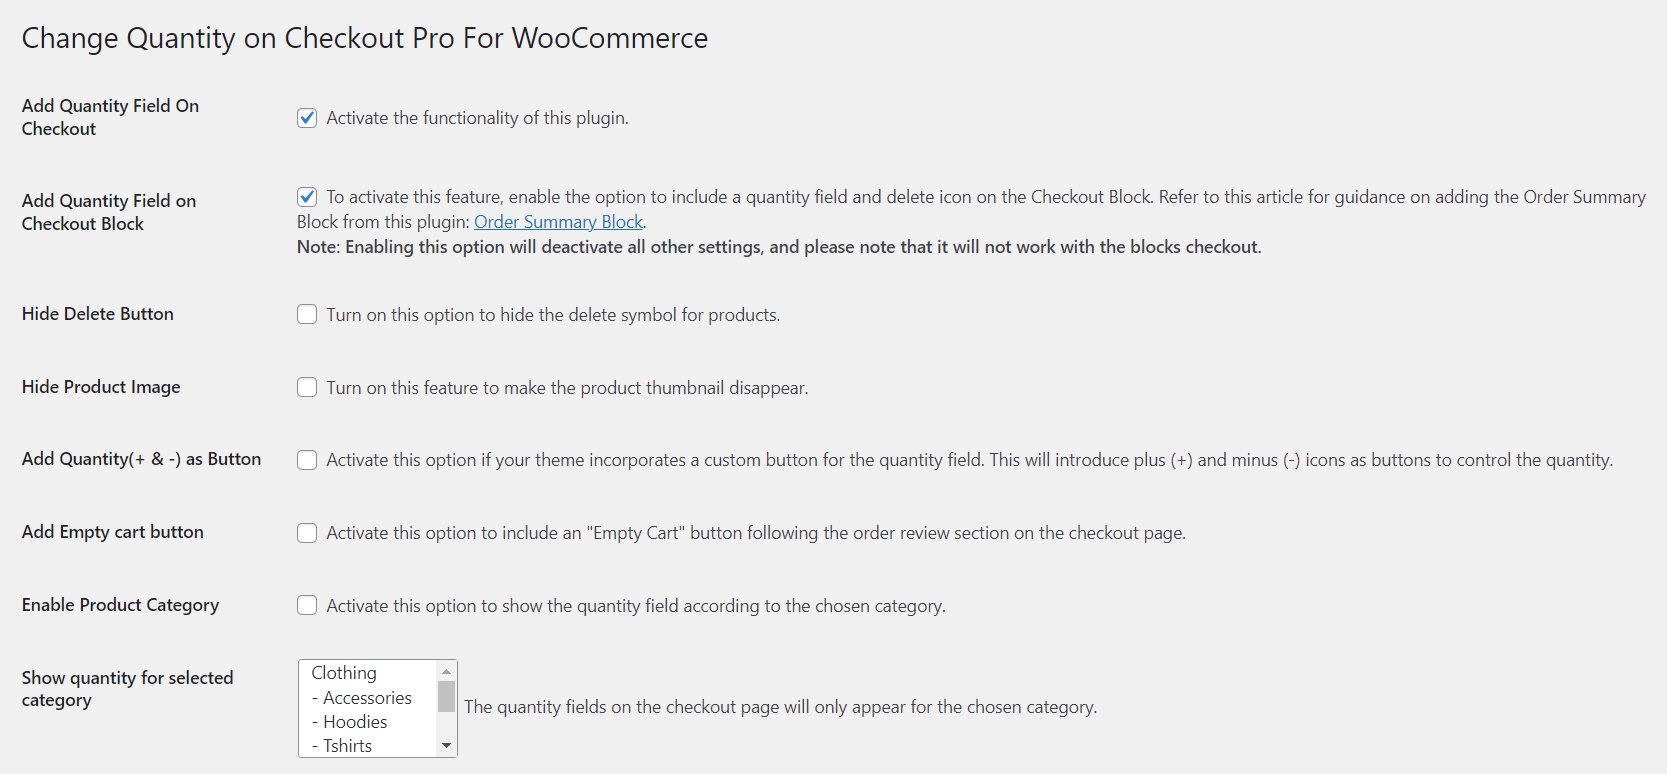 Change Quantity on Checkout Pro For WooCommerce
Add Quantity Field On
Checkout
Activate the functionality of this plugin.
Add Quantity Field on
Checkout Block
To activate this feature, enable the option to include a quantity field and delete icon on the Checkout Block. Refer to this article for guidance on adding the Order Summary
Block from this plugin: Order Summary Block.
Note: Enabling this option will deactivate all other settings, and please note that it will not work with the blocks checkout.
Hide Delete Button
Turn on this option to hide the delete symbol for products.
Hide Product Image
Turn on this feature to make the product thumbnail disappear.
Add Quantity(+ & -) as Button
Activate this option if your theme incorporates a custom button for the quantity field. This will introduce plus (+) and minus (-) icons as buttons to control the quantity.
Add Empty cart button
Activate this option to include an "Empty Cart" button following the order review section on the checkout page.
Enable Product Category
Activate this option to show the quantity field according to the chosen category.
Show quantity for selected
category
Clothing
- Accessories
- Hoodies
- Tshirts
The quantity fields on the checkout page will only appear for the chosen category.